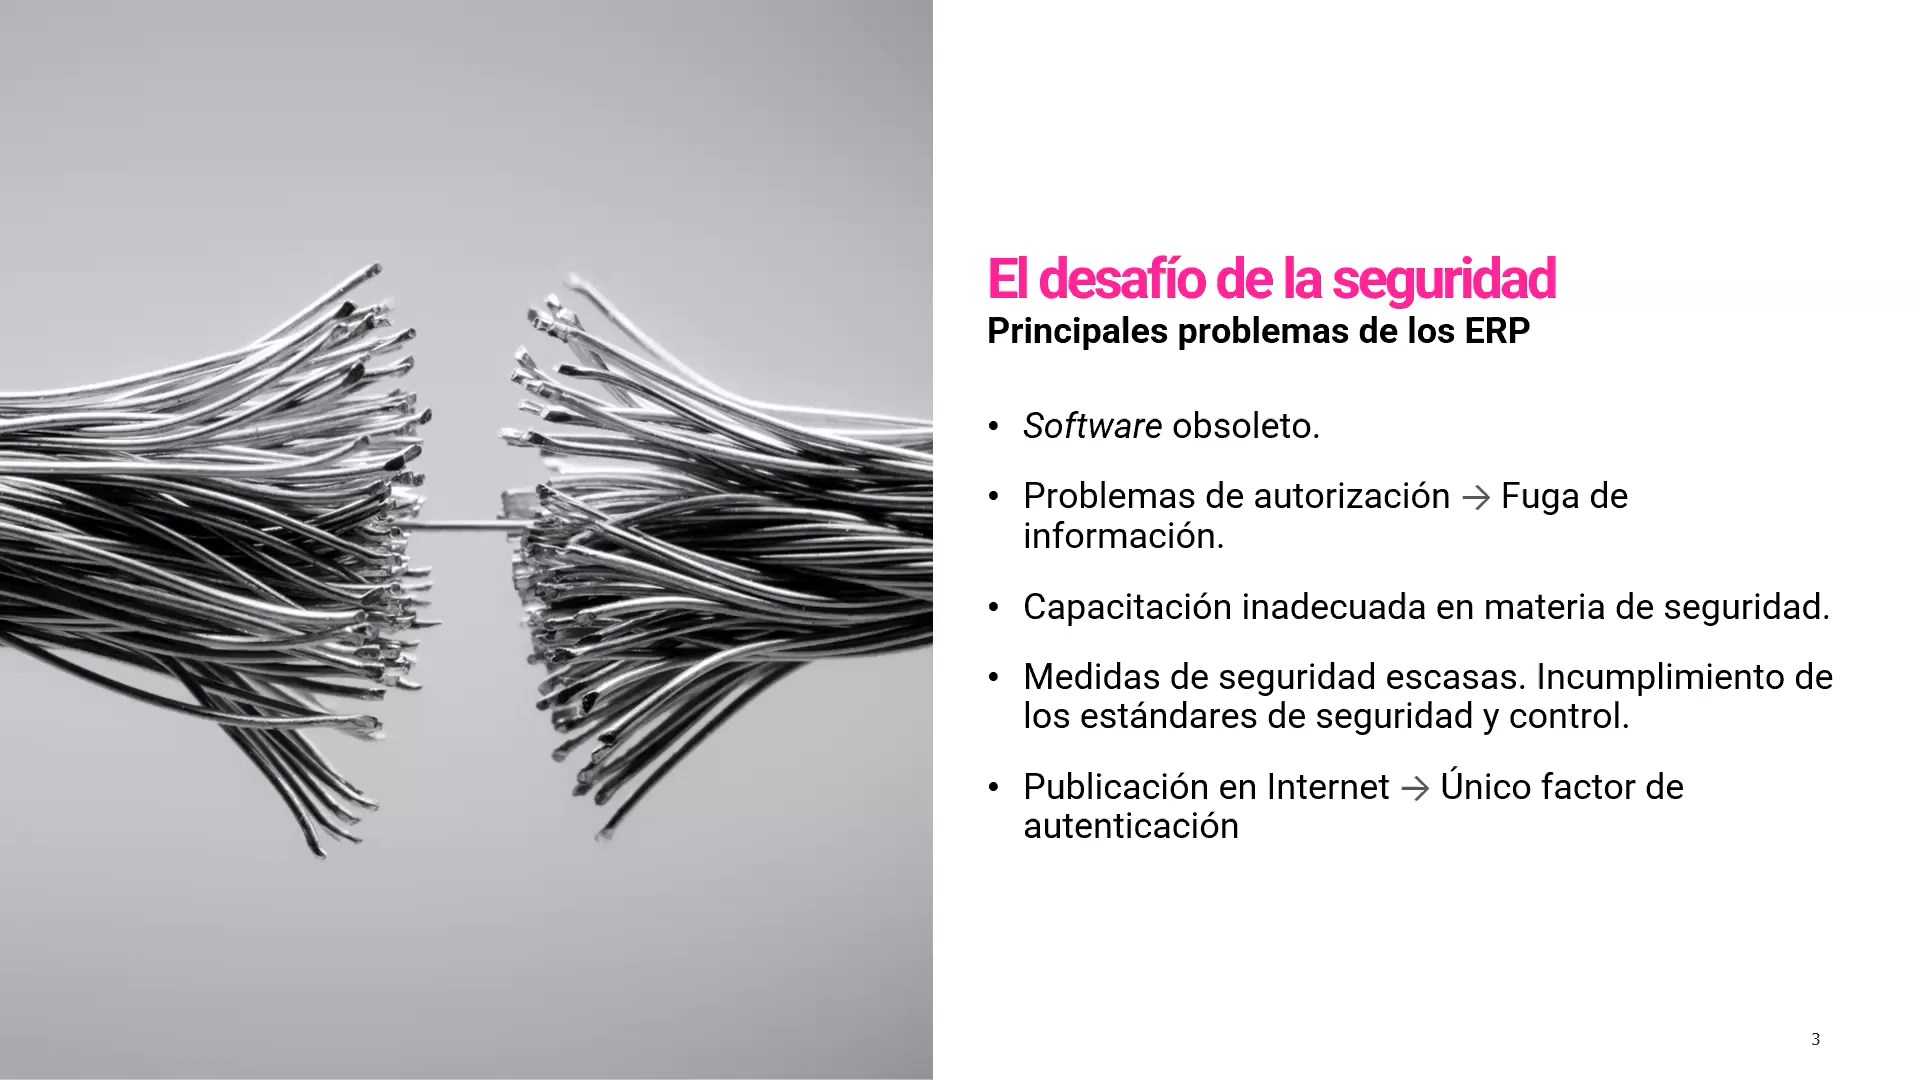 El desafío de la seguridad
Principales problemas de los ERP
• Software obsoleto.
• Problemas de autorización → Fuga de
información.
• Capacitación inadecuada en materia de seguridad.
• Medidas de seguridad escasas. Incumplimiento de
los estándares de seguridad y control.
• Publicación en Internet → Único factor de
autenticación
3